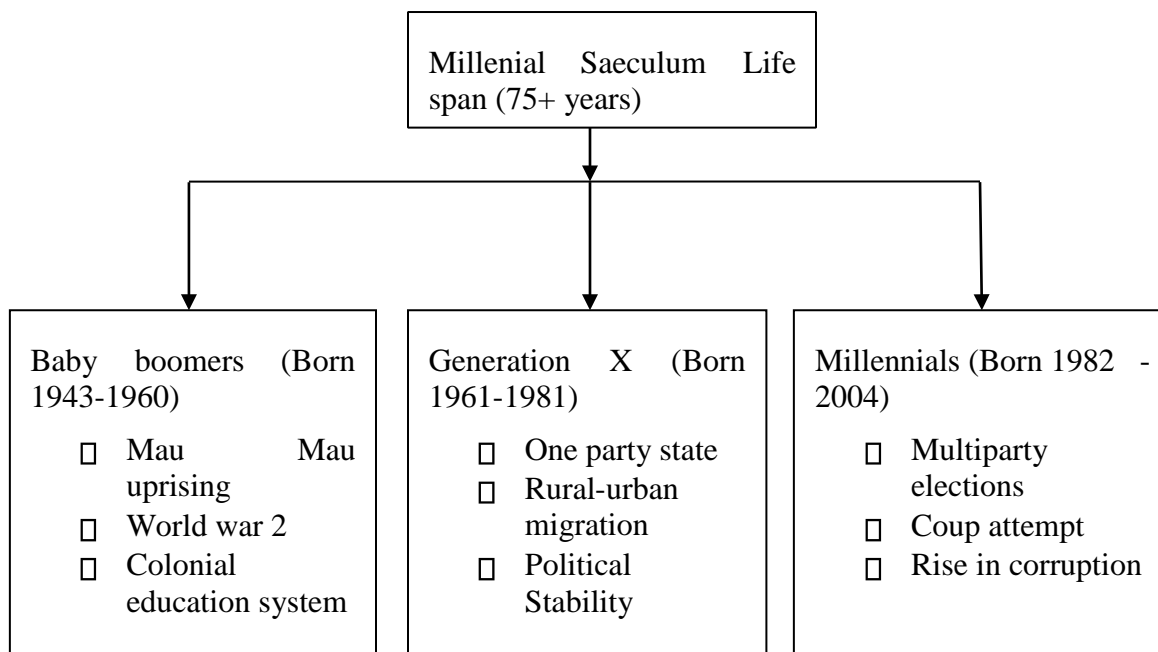 Millenial Saeculum Life
span (75+ years)
Baby boomers (Born
1943-1960)
Mau Mau
uprising
World war 2
Colonial
education system
Generation X (Born
1961-1981)
One party state
Rural-urban
migration
Political
Stability
Millennials (Born 1982 -
2004)
Multiparty
elections
Coup attempt
Rise in corruption